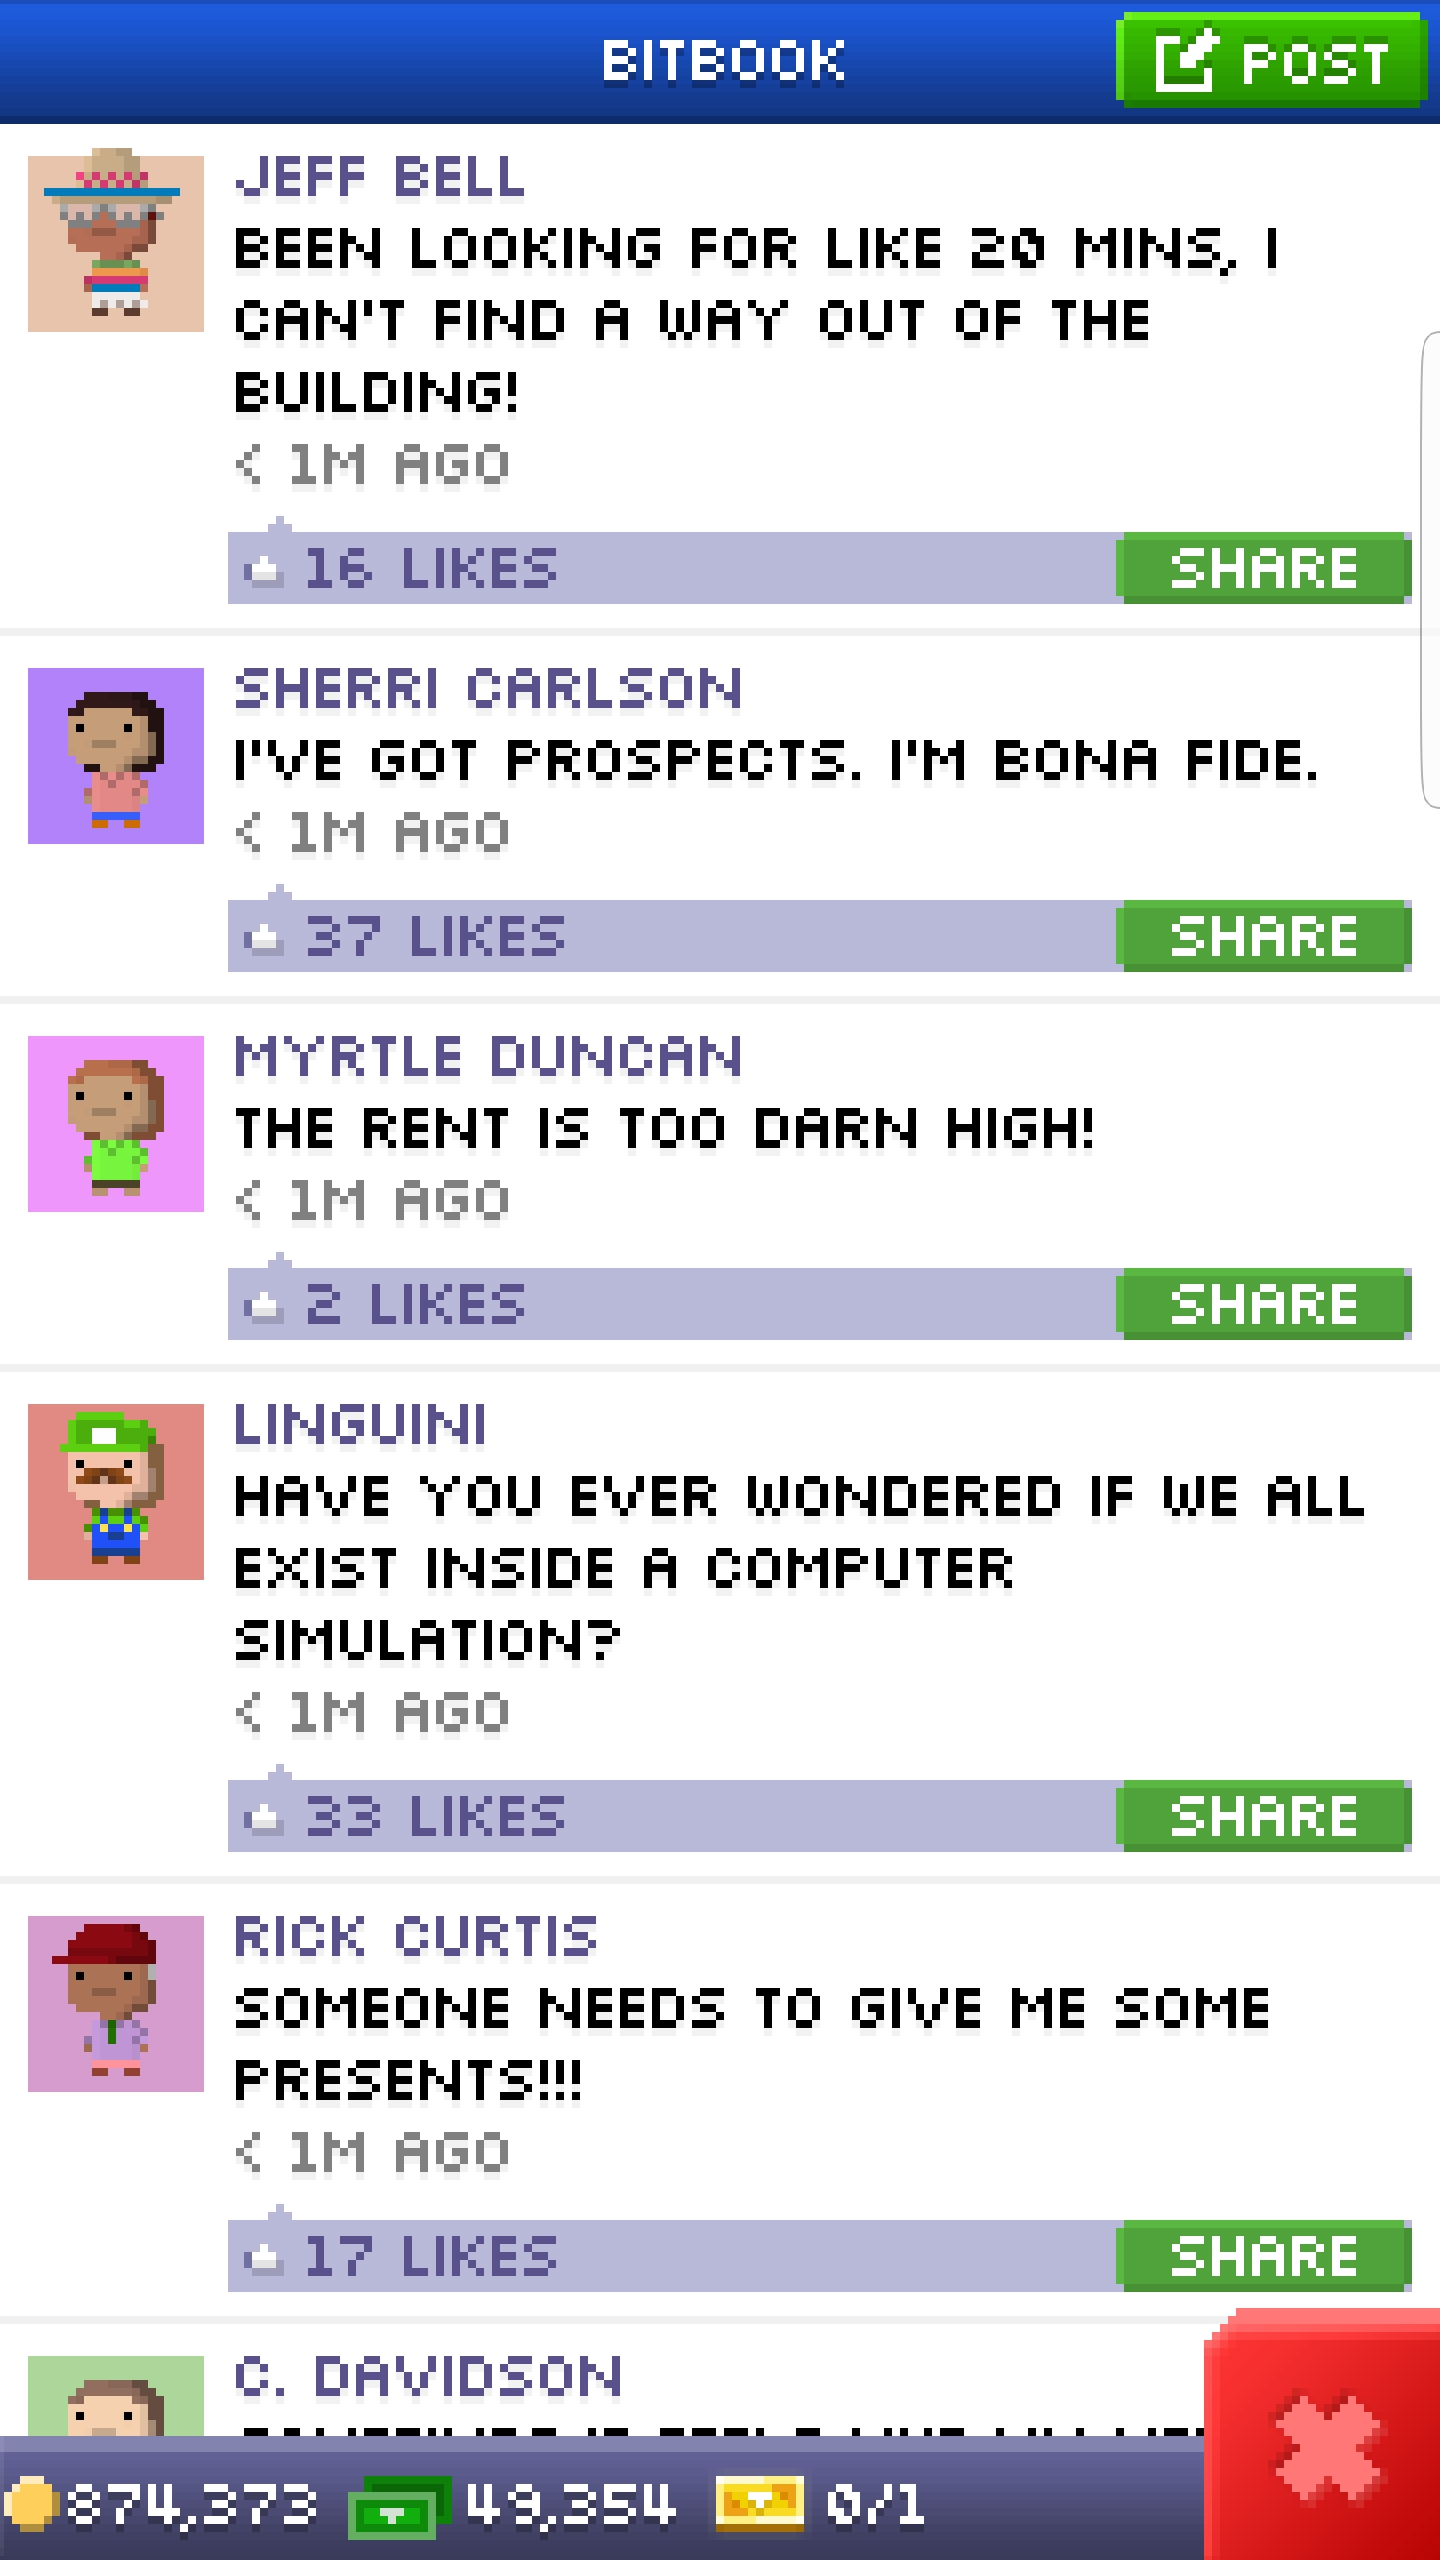 BITBOOK
POST
JEFF BELL
BEEN LOOKING FOR LIKE 20 MINS, I
CAN'T FIND A WAY OUT OF THE
BUILDING!
< 1M AGO
16 LIKES
SHARE
SHERRI CARLSON
I'VE GOT PROSPECTS. I'M BONA FIDE.
< 1M AGO
37 LIKES
SHARE
MYRTLE DUNCAN
THE RENT IS TOO DARN HIGH!
< 1M AGO
2 LIKES
SHARE
LINGUINI
HAVE YOU EVER WONDERED IF WE ALL
EXIST INSIDE A COMPUTER
SIMULATION?
< 1M AGO
33 LIKES
SHARE
RICK CURTIS
SOMEONE NEEDS TO GIVE ME SOME
PRESENTS!!!
< 1M AGO
17 LIKES
SHARE
C. DAVIDSON
874,373
49,354
0/1